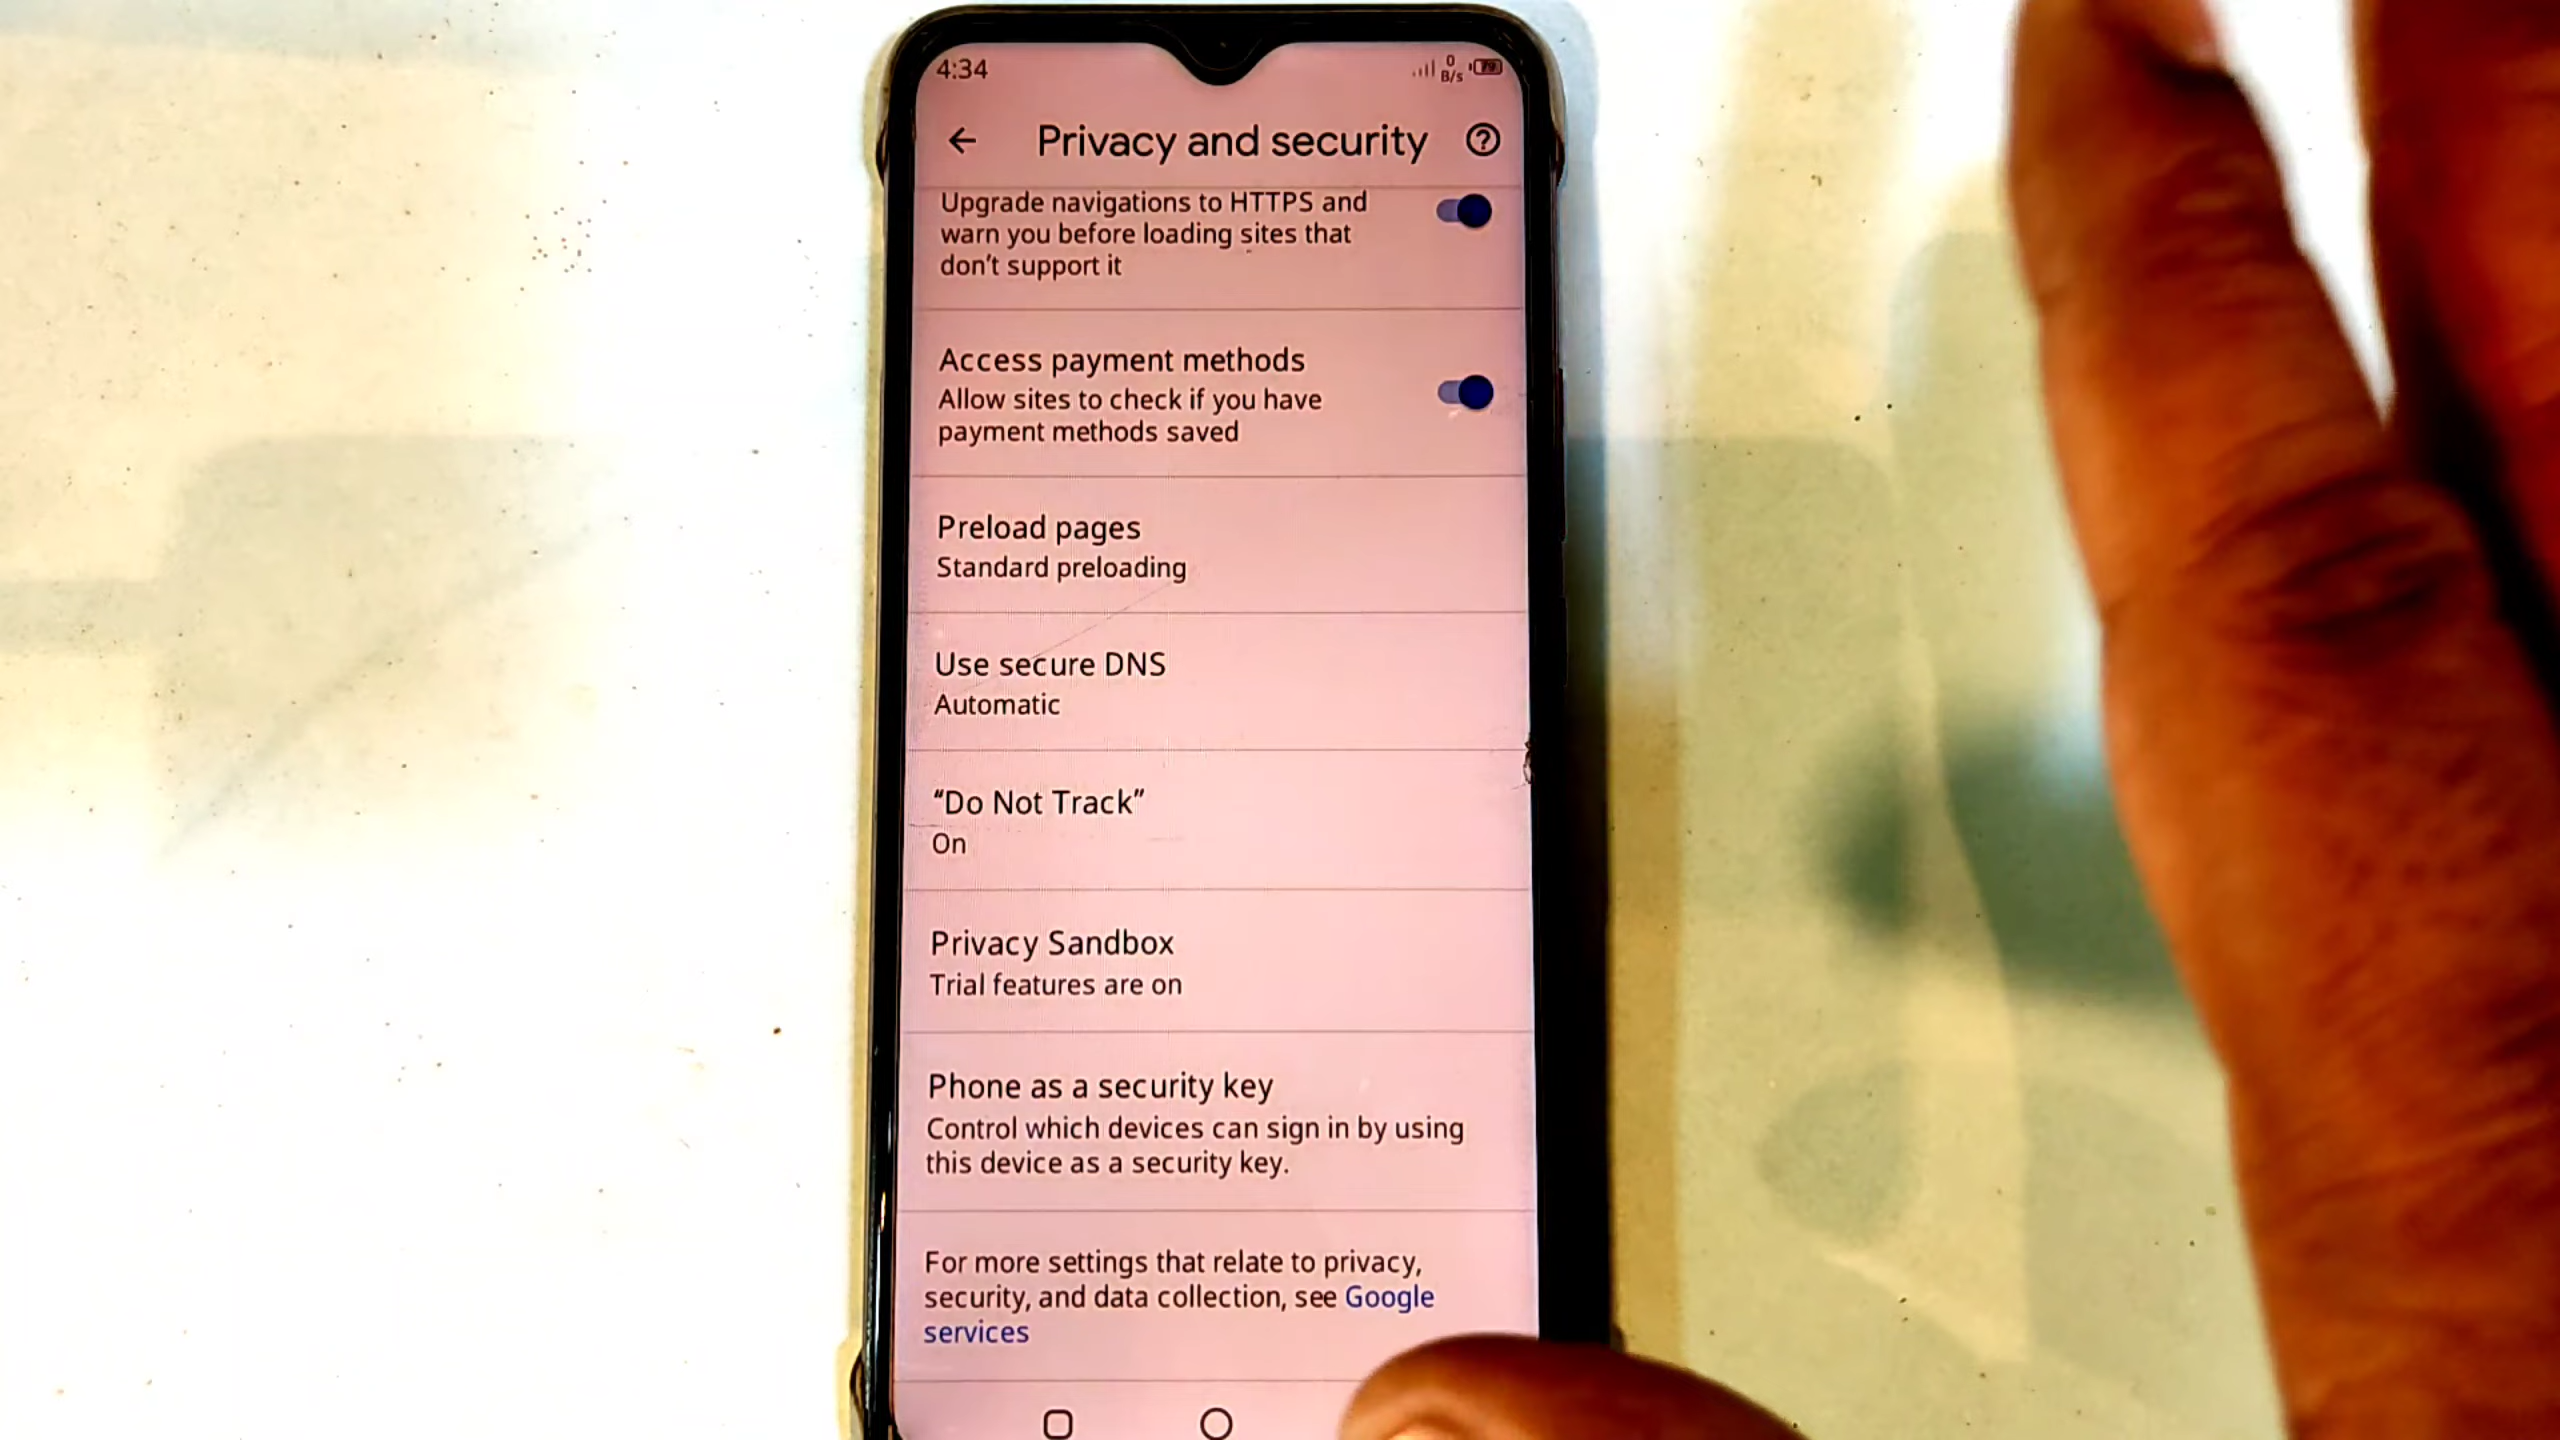 4:34
0
B/s
79
Privacy and security
Upgrade navigations to HTTPS and
warn you before loading sites that
don't support it
Access payment methods
Allow sites to check if you have
payment methods saved
Preload pages
Standard preloading
Use secure DNS
Automatic
“Do Not Track”
On
Privacy Sandbox
Trial features are on
Phone as a security key
Control which devices can sign in by using
this device as a security key.
For more settings that relate to privacy,
security, and data collection, see Google
services